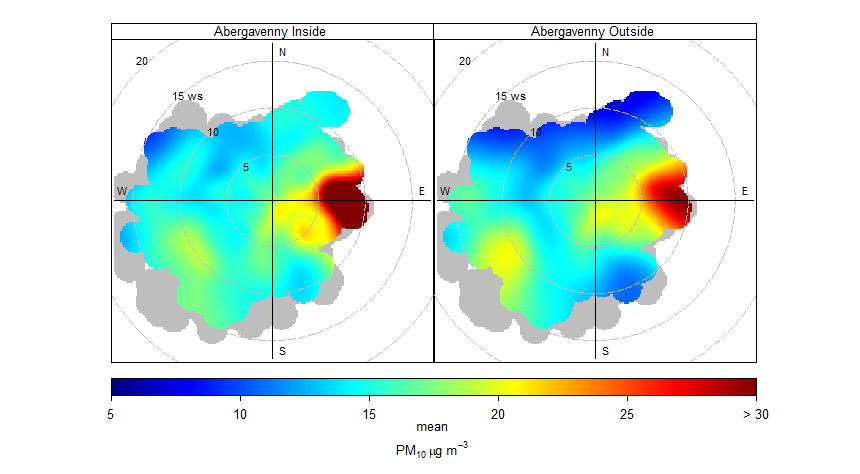 Abergavenny Inside
Abergavenny Outside
N
N
20
20
15 ws
15 ws
10
10
5
5
W
E
W
E
S
S
5
10
15
20
25
> 30
mean
PM₁₀ µg m⁻³